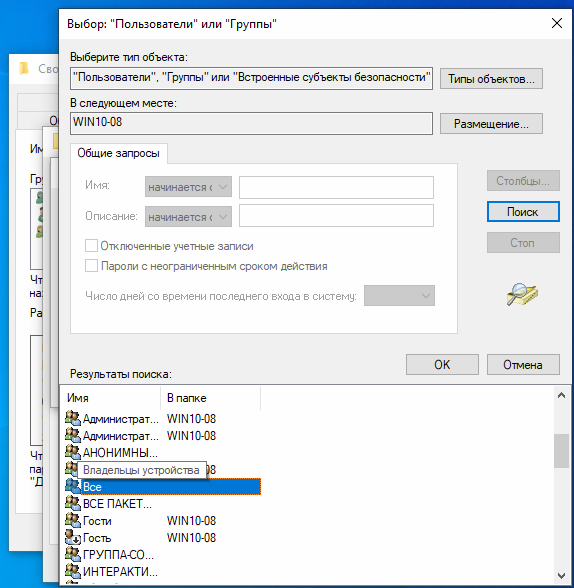 Выбор: "Пользователи" или "Группы"
Выберите тип объекта:
"Пользователи", "Группы" или "Встроенные субъекты безопасности"
Типы объектов...
В следующем месте:
WIN10-08
Размещение...
Общие запросы
Имя:
начинается с
Описание:
начинается с
Отключенные учетные записи
Пароли с неограниченным сроком действия
Число дней со времени последнего входа в систему:
Столбцы...
Поиск
Стоп
OK
Отмена
Результаты поиска:
Имя В папке
Администрат... WIN10-08
Администрат... WIN10-08
АНОНИМНЫ...
Владельцы устройства
Все
ВСЕ ПАКЕТ...
Гости WIN10-08
Гость WIN10-08
ГРУППА-СО...
ИНТЕРАКТИ...